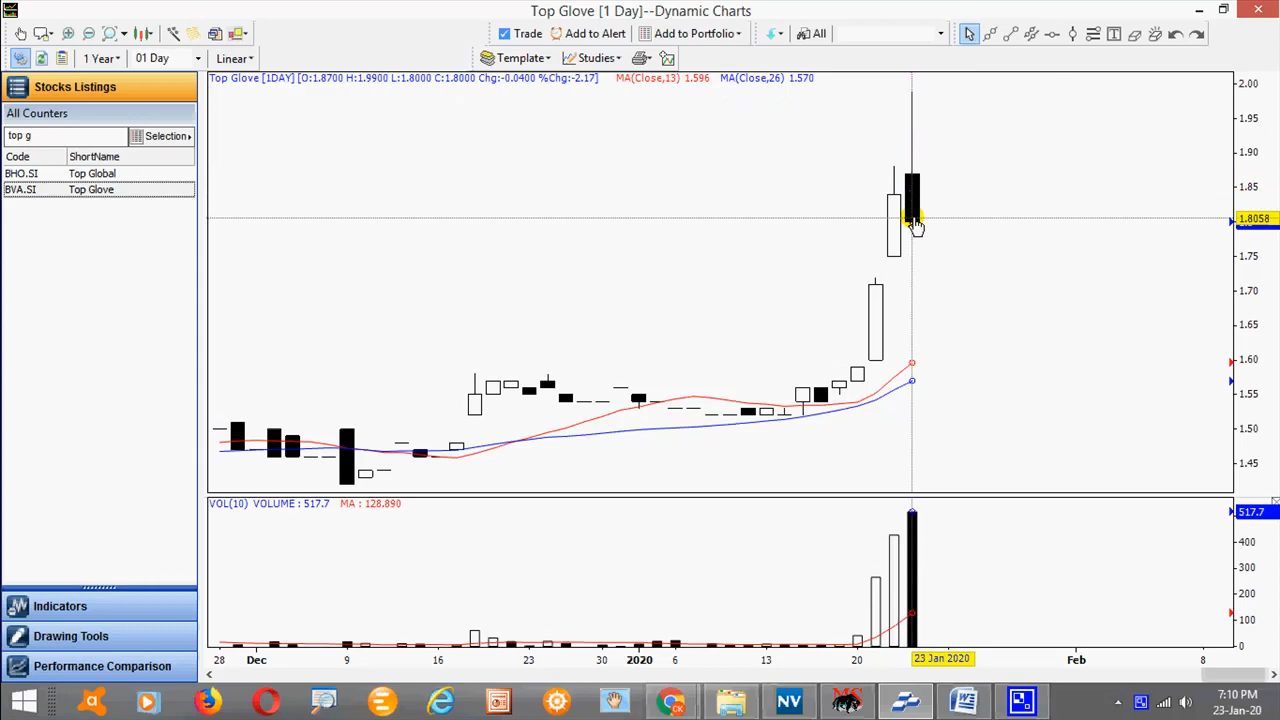 Top Glove [1 Day]--Dynamic Charts
Trade Add to Alert Add to Portfolio All
1 Year 01 Day Linear Template Studies
Stocks Listings
All Counters
top g Selection
Code ShortName
BHO.SI Top Global
BVA.SI Top Glove
Indicators
Drawing Tools
Performance Comparison
Top Glove [1DAY] [O:1.8700 H:1.9900 L:1.8000 C:1.8000 Chg:-0.0400 %Chg:-2.17] MA(Close,13) 1.596 MA(Close,26) 1.570
2.00
1.95
1.90
1.85
1.8058
1.75
1.70
1.65
1.60
1.55
1.50
1.45
VOL(10) VOLUME : 517.7 MA : 128.890
517.7
400
300
200
100
0
28 Dec 9 16 23 30 2020 6 13 20 23 Jan 2020 Feb 8
NV MS CK W
7:10 PM
23-Jan-20